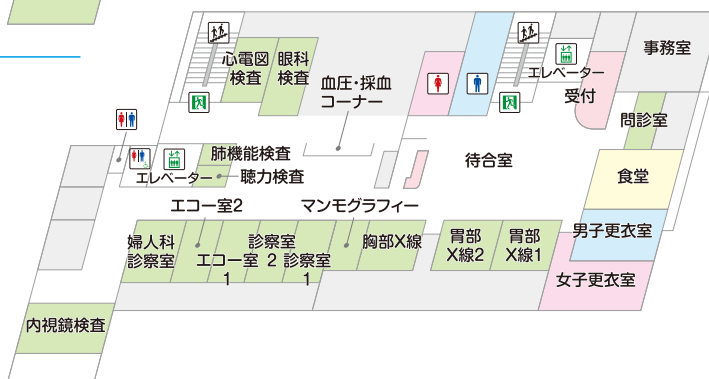 心電図
検査
眼科
検査
血圧・採血
コーナー
エレベーター
受付
事務室
問診室
肺機能検査
エレベーター
聴力検査
待合室
食堂
エコー室2
マンモグラフィー
婦人科
診察室
エコー室
1
診察室
2
診察室
1
胸部X線
胃部
X線2
胃部
X線1
男子更衣室
女子更衣室
内視鏡検査